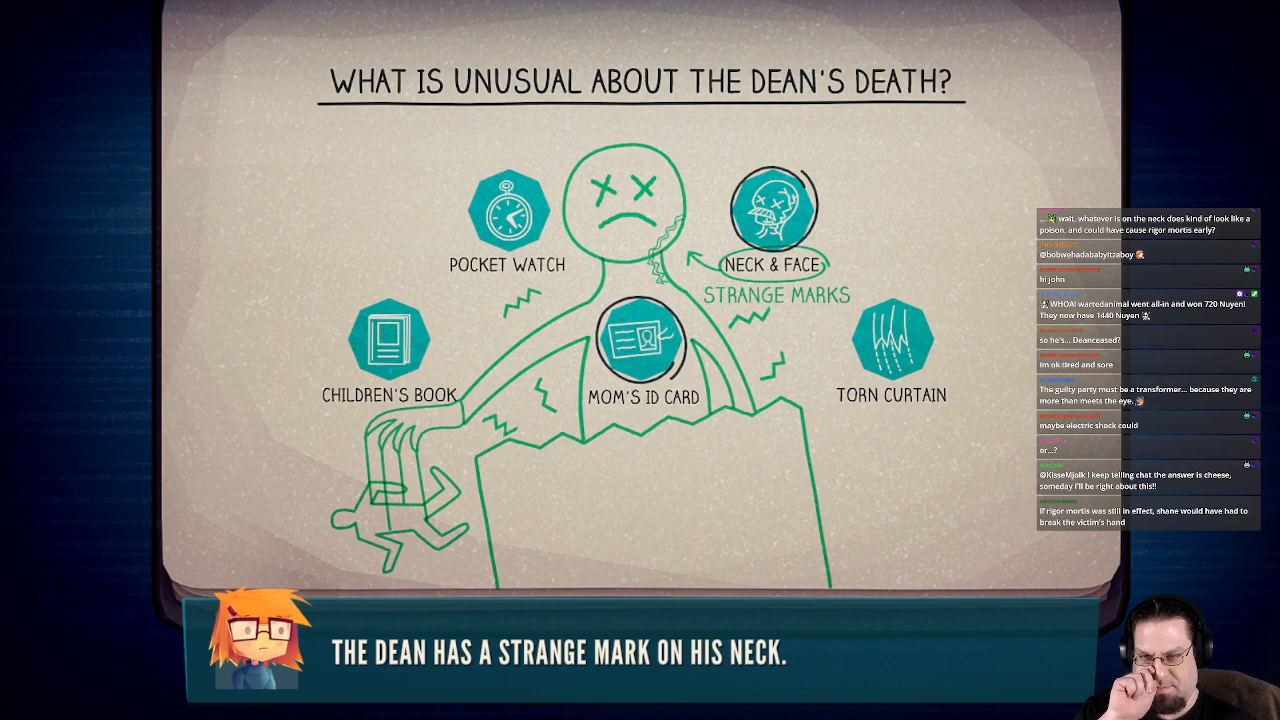 WHAT IS UNUSUAL ABOUT THE DEAN'S DEATH?
POCKET WATCH
NECK & FACE
STRANGE MARKS
CHILDREN'S BOOK
MOM'S ID CARD
TORN CURTAIN
THE DEAN HAS A STRANGE MARK ON HIS NECK.
... wait, whatever is on the neck does kind of look like a
poison, and could have cause rigor mortis early?
@bobwehadababyitzaboy
hi john
WHOA! wartedanimal went all-in and won 720 Nuyen!
They now have 1440 Nuyen
so he's... Deanceased?
im ok tired and sore
The guilty party must be a transformer... because they are
more than meets the eye.
maybe electric shock could
or...?
@KisseMjolk I keep telling chat the answer is cheese,
someday I'll be right about this!!
if rigor mortis was still in effect, shane would have had to
break the victim's hand